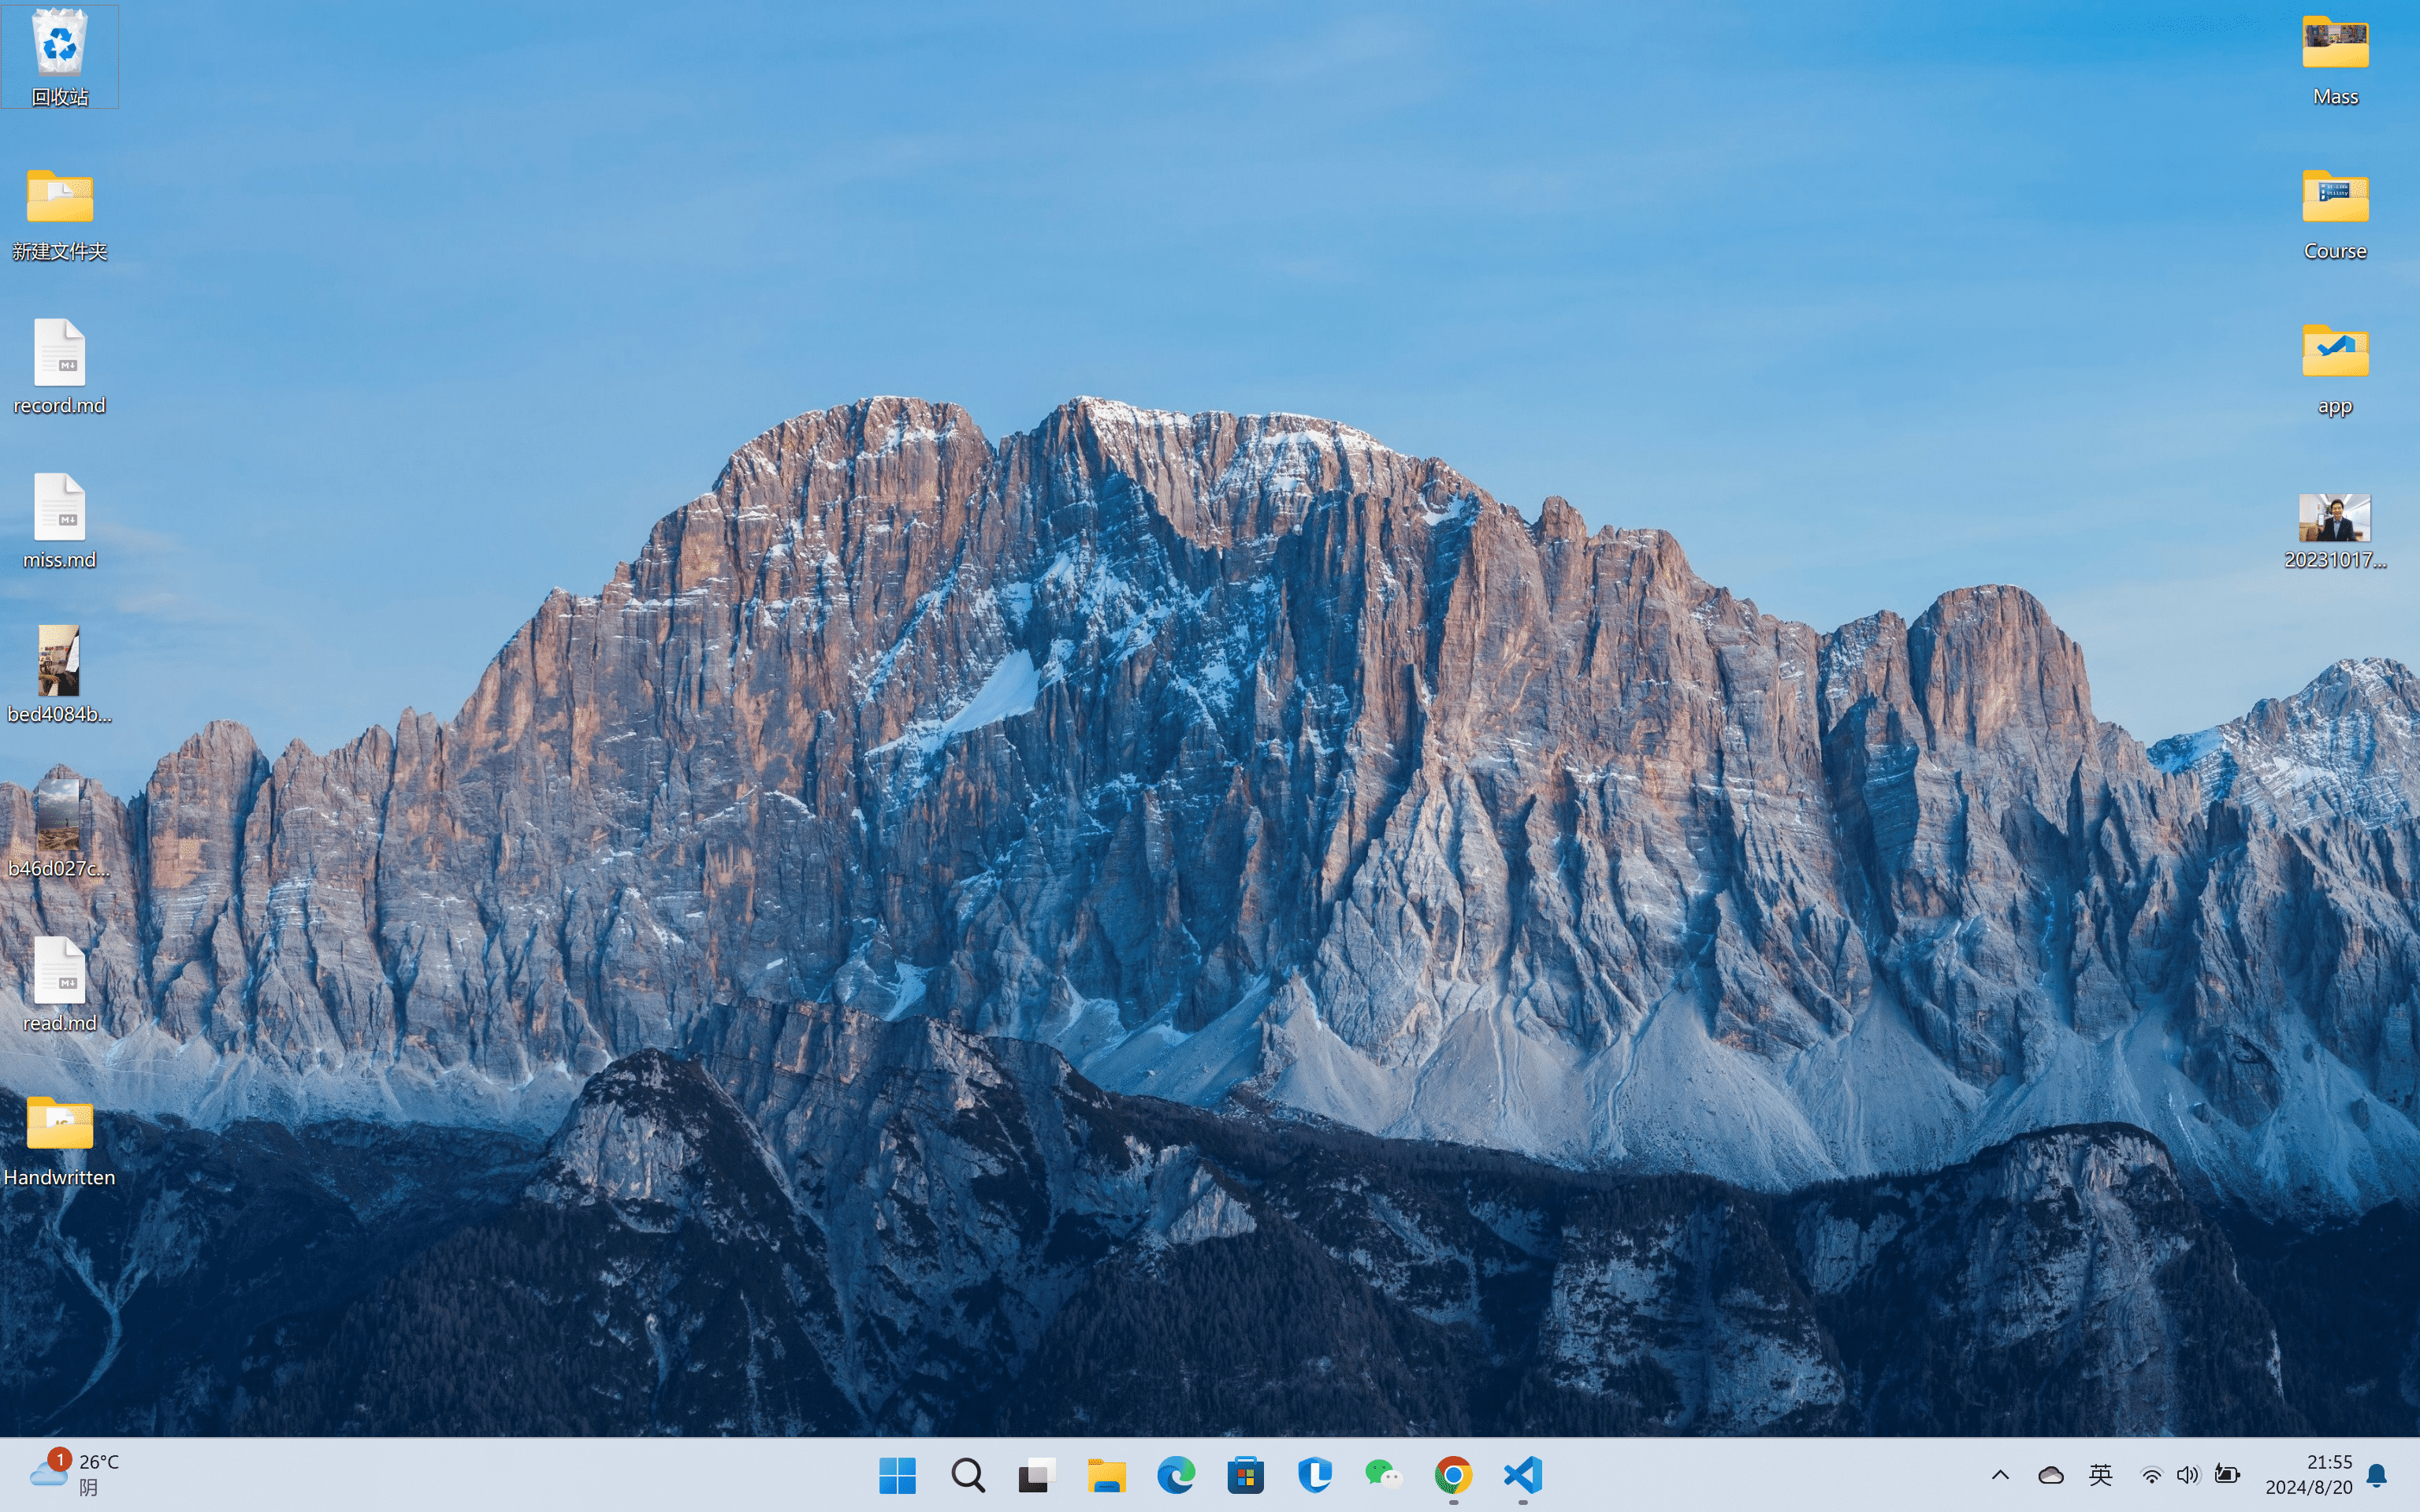 回收站
新建文件夹
record.md
miss.md
bed4084b...
b46d027c...
read.md
Handwritten
Mass
Course
app
20231017...
1
26°C
阴
英
21:55
2024/8/20